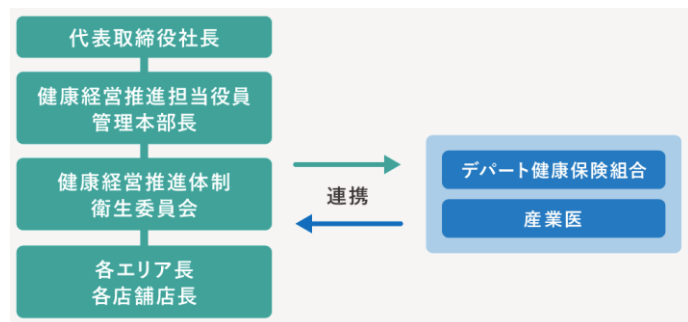 代表取締役社長
健康経営推進担当役員
管理本部長
健康経営推進体制
衛生委員会
各エリア長
各店舗店長
連携
デパート健康保険組合
産業医